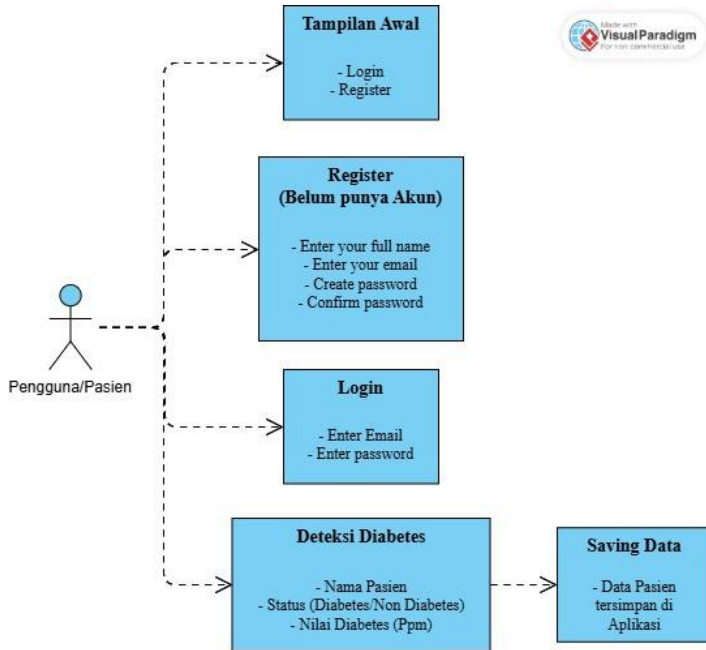 Made with
VisualParadigm
For non commercial use
Tampilan Awal
- Login
- Register
Register
(Belum punya Akun)
- Enter your full name
- Enter your email
- Create password
- Confirm password
Pengguna/Pasien
Login
- Enter Email
- Enter password
Deteksi Diabetes
- Nama Pasien
- Status (Diabetes/Non Diabetes)
- Nilai Diabetes (Ppm)
Saving Data
- Data Pasien
tersimpan di
Aplikasi